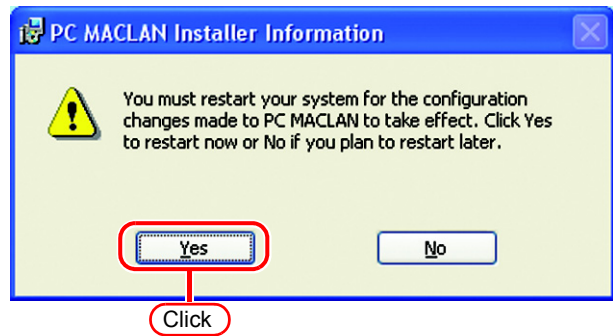 PC MACLAN Installer Information
You must restart your system for the configuration
changes made to PC MACLAN to take effect. Click Yes
to restart now or No if you plan to restart later.
Yes
No
Click